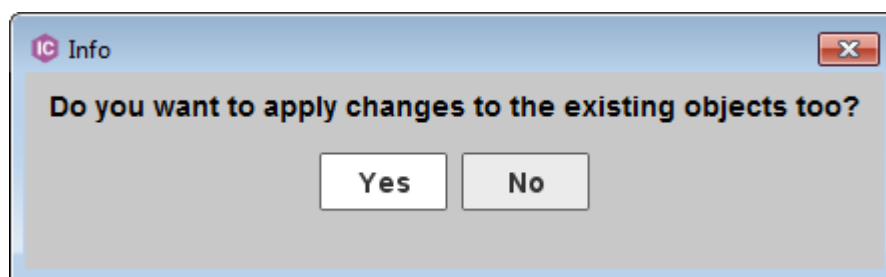 IC Info
Do you want to apply changes to the existing objects too?
Yes No